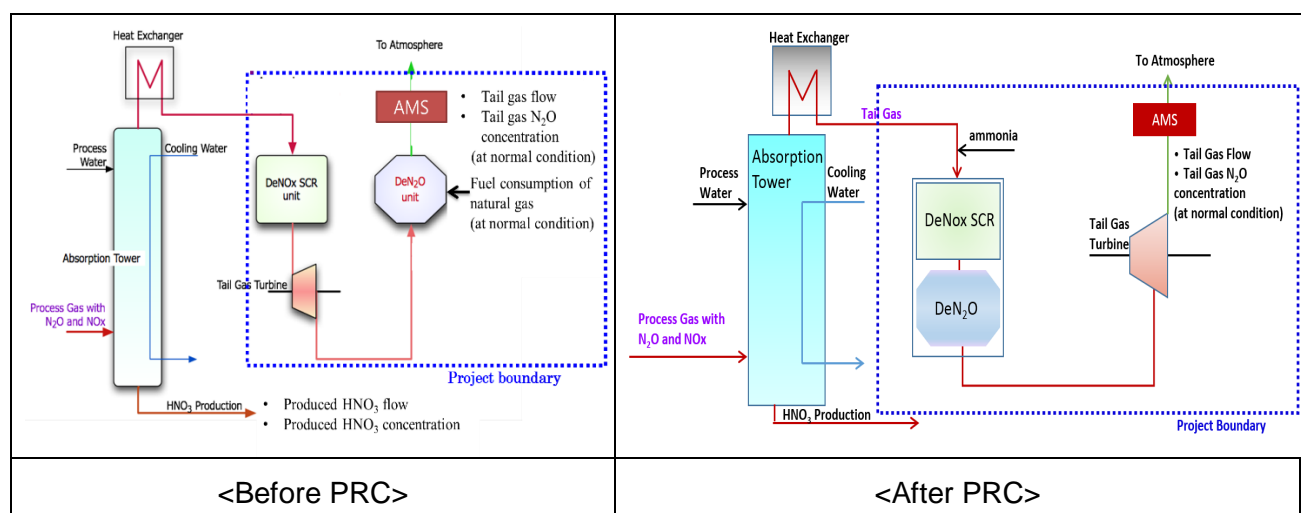 Heat Exchanger
To Atmosphere
AMS
• Tail gas flow
• Tail gas N₂O
concentration
(at normal condition)
Process
Water
Cooling Water
DeNOx SCR
unit
DeN₂O
unit
Fuel consumption of
natural gas
(at normal condition)
Absorption Tower
Tail Gas Turbine
Process Gas with
N₂O and NOx
Project boundary
HNO₃ Production
• Produced HNO₃ flow
• Produced HNO₃ concentration
<Before PRC>
Heat Exchanger
To Atmosphere
Tail Gas
AMS
ammonia
Absorption
Tower
Process
Water
Cooling
Water
• Tail Gas Flow
• Tail Gas N₂O
concentration
(at normal condition)
DeNox SCR
Tail Gas
Turbine
DeN₂O
Process Gas with
N₂O and NOx
HNO₃ Production
Project Boundary
<After PRC>